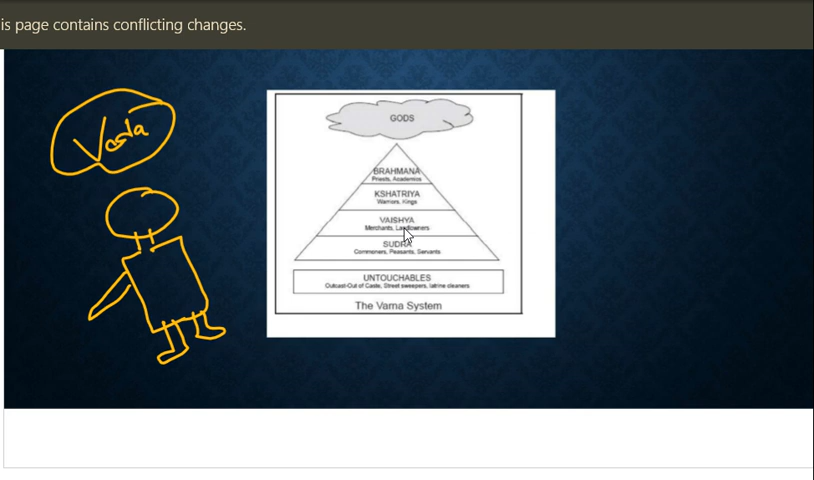 is page contains conflicting changes.
GODS
BRAHMANA
Priests, Academics
KSHATRIYA
Warriors, Kings
VAISHYA
Merchants, Landowners
SUDRA
Commoners, Peasants, Servants
UNTOUCHABLES
Outcast-Out of Caste, Street sweepers, latrine cleaners
The Varna System